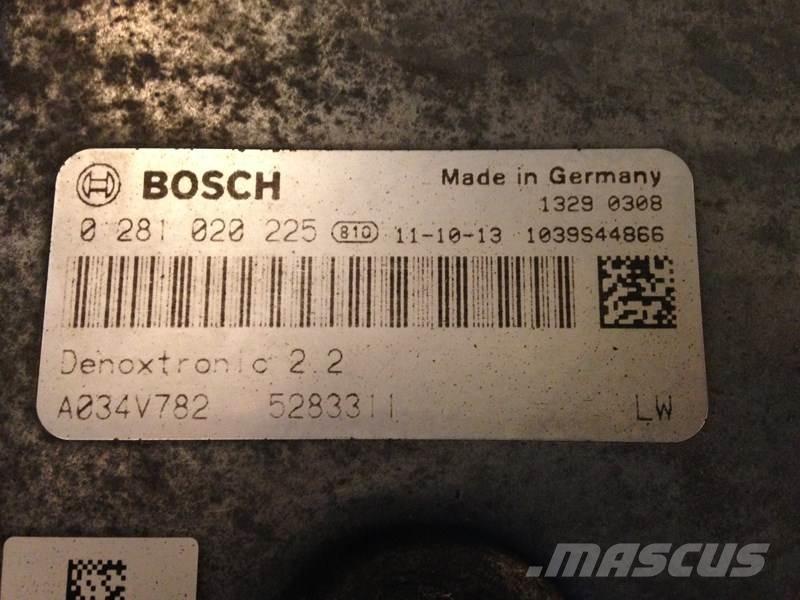 BOSCH
Made in Germany
1329 0308
0 281 020 225 810 11-10-13 1039S44866
Denoxtronic 2.2
A034V782 5283311 LW
MASCUS